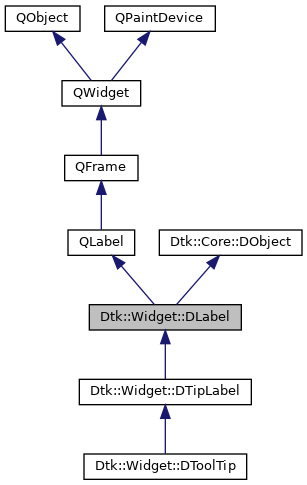 QObject
QPaintDevice
QWidget
QFrame
QLabel
Dtk::Core::DObject
Dtk::Widget::DLabel
Dtk::Widget::DTipLabel
Dtk::Widget::DToolTip